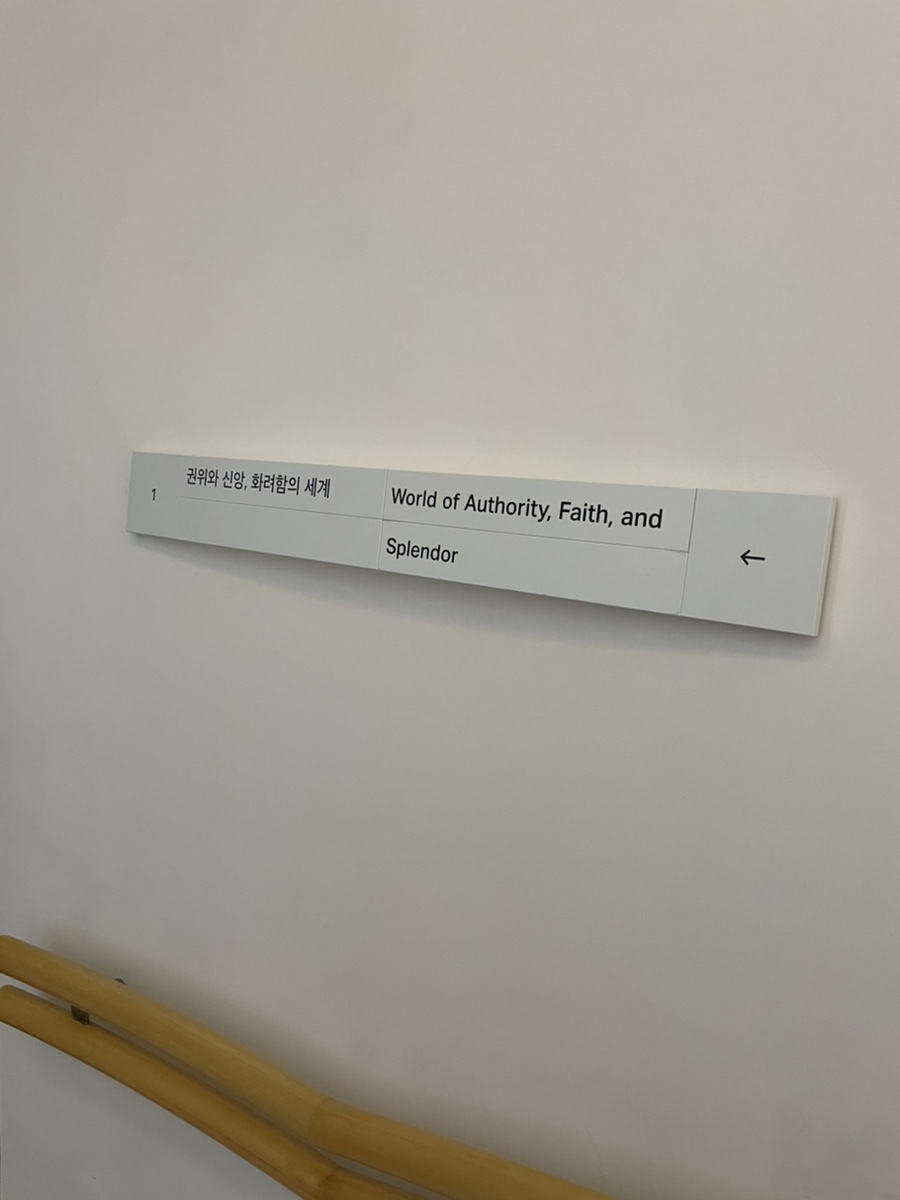 1
권위와 신앙, 화려함의 세계
World of Authority, Faith, and
Splendor
←